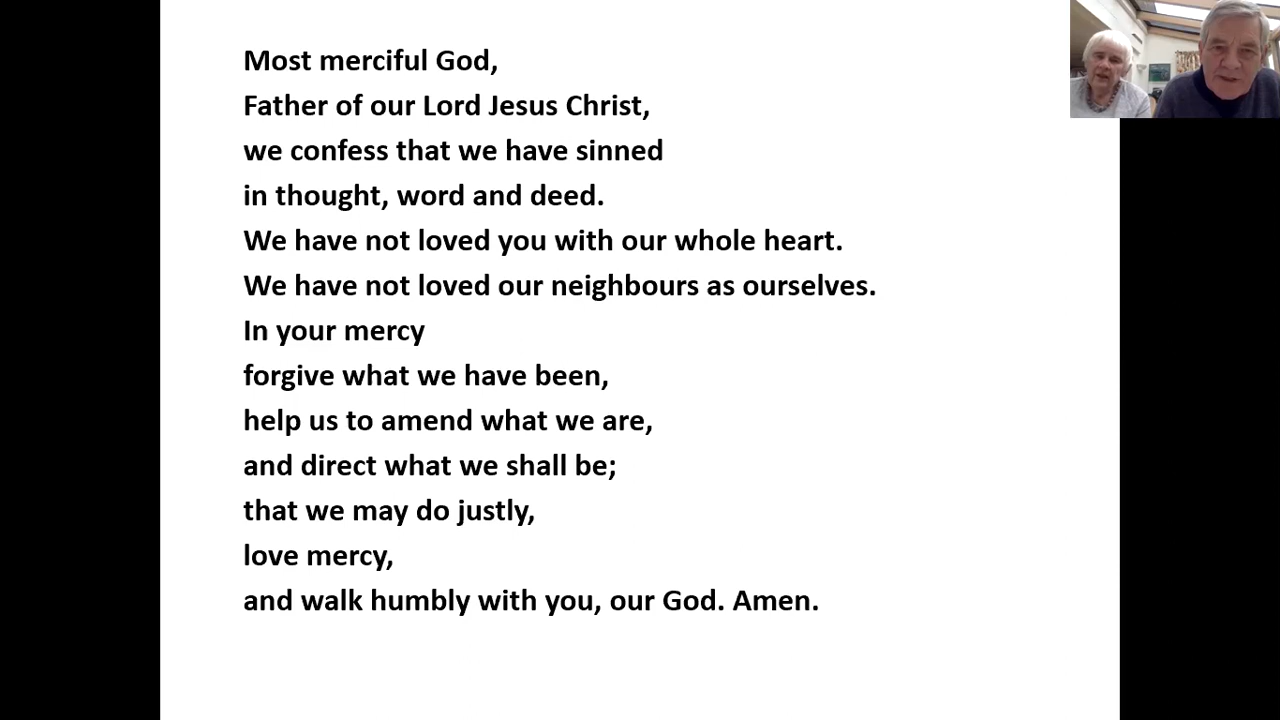 Most merciful God,
Father of our Lord Jesus Christ,
we confess that we have sinned
in thought, word and deed.
We have not loved you with our whole heart.
We have not loved our neighbours as ourselves.
In your mercy
forgive what we have been,
help us to amend what we are,
and direct what we shall be;
that we may do justly,
love mercy,
and walk humbly with you, our God. Amen.